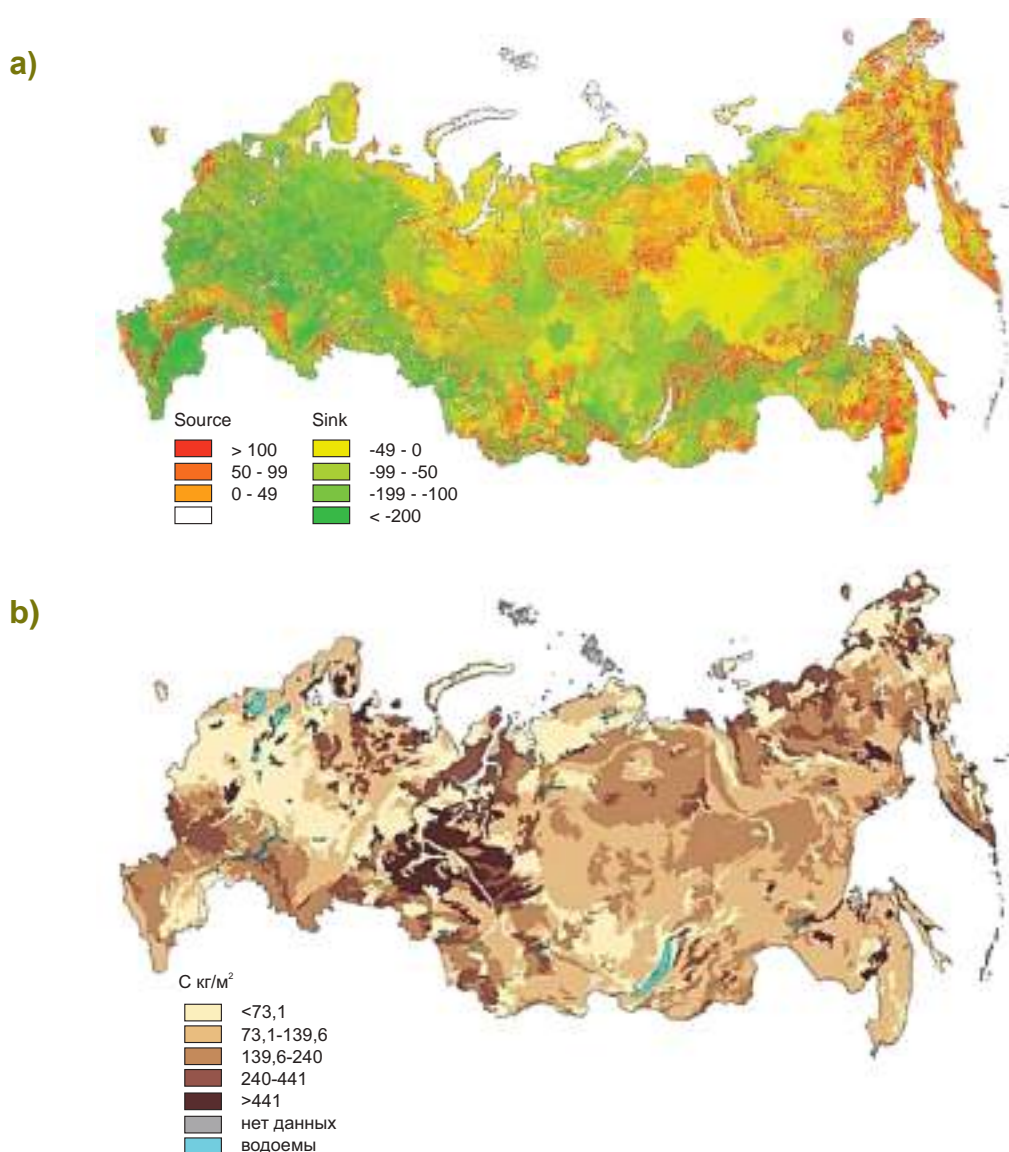 a)
Source
> 100
50 - 99
0 - 49
Sink
-49 - 0
-99 - -50
-199 - -100
< -200
b)
С кг/м²
<73,1
73,1-139,6
139,6-240
240-441
>441
нет данных
водоемы